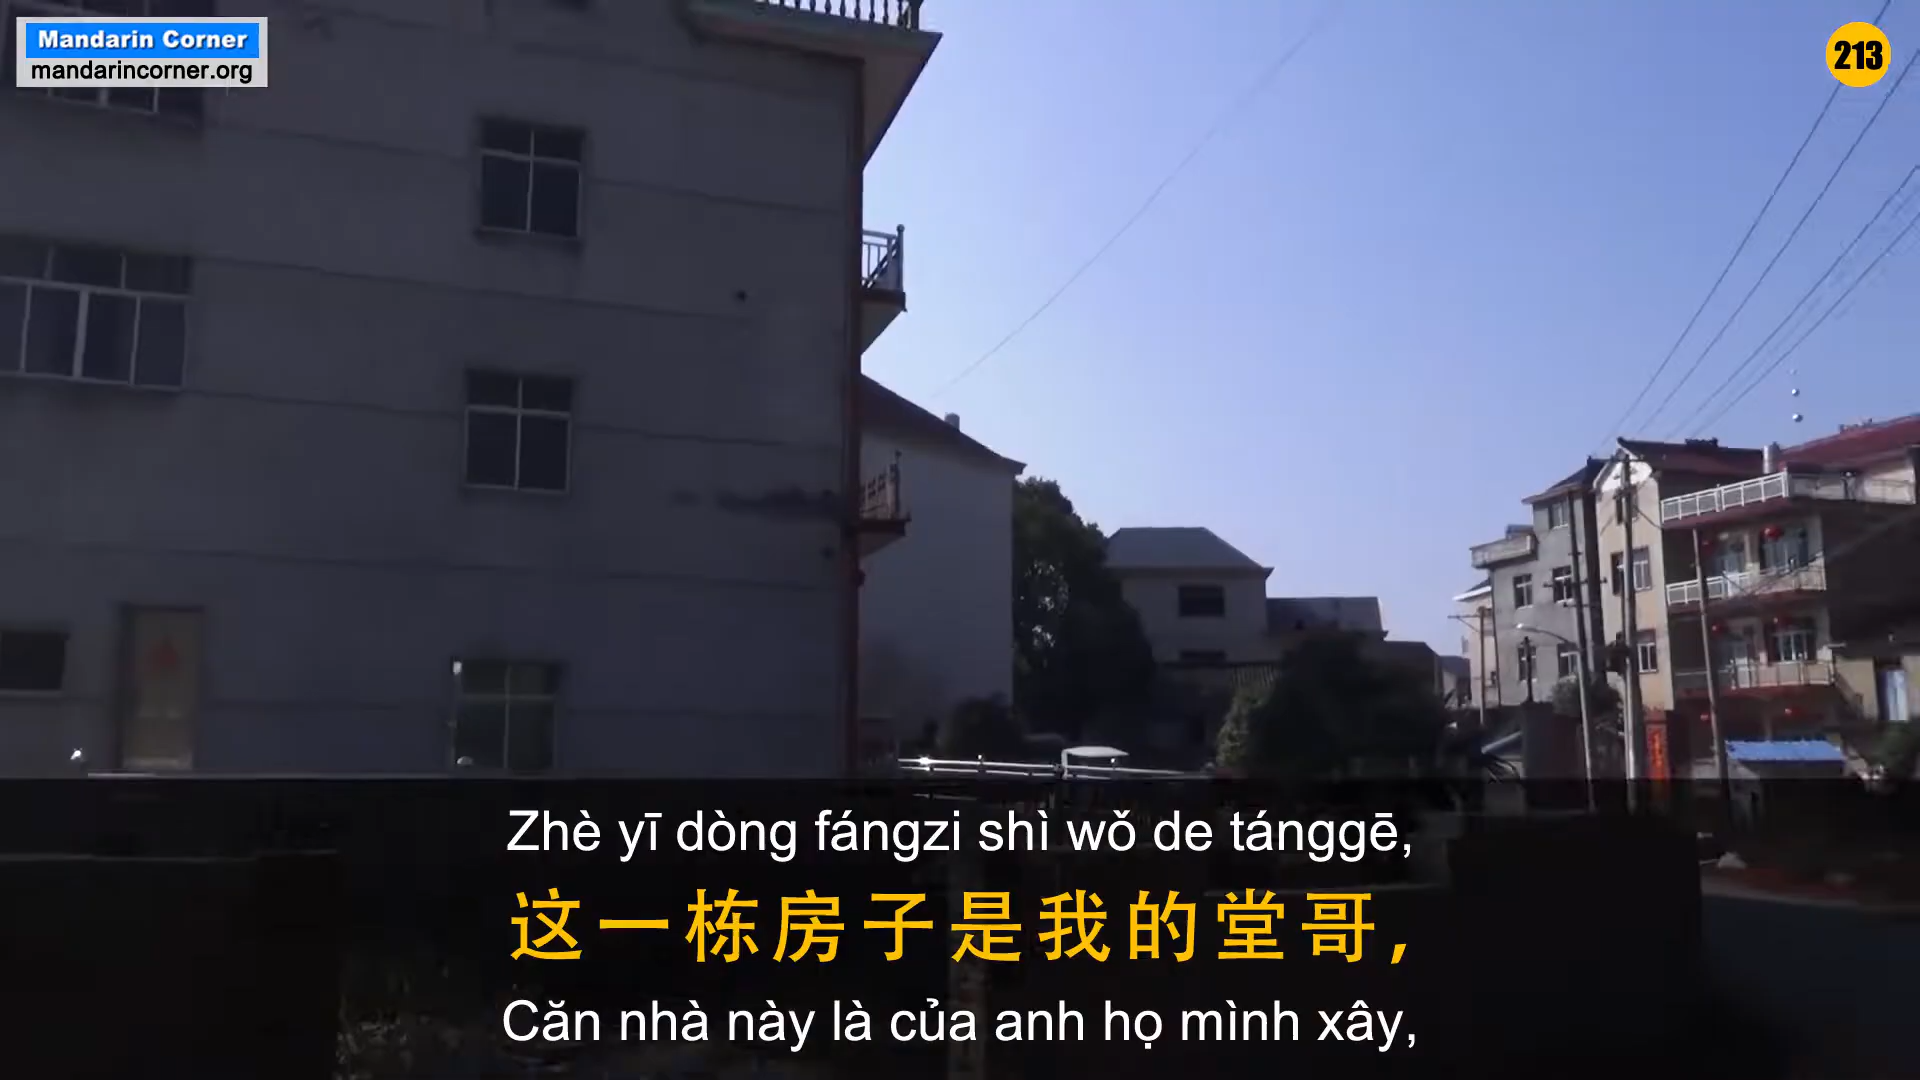 Mandarin Corner
mandarincorner.org
213
Zhè yī dòng fángzi shì wǒ de tánggē,
这一栋房子是我的堂哥,
Căn nhà này là của anh họ mình xây,